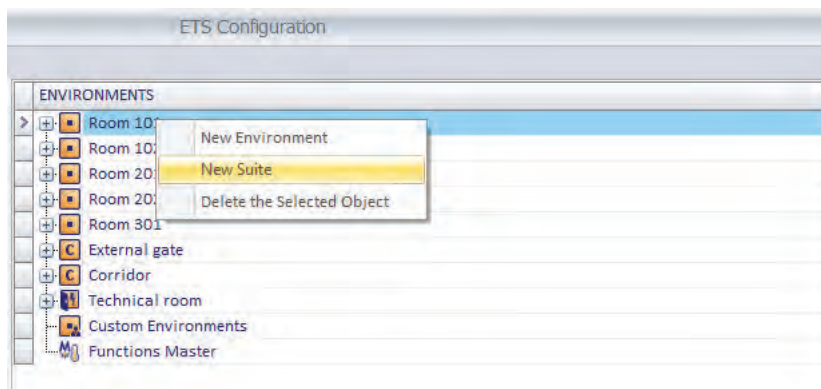 ETS Configuration
ENVIRONMENTS
Room 101
New Environment
Room 10
New Suite
Room 20
Delete the Selected Object
Room 20
Room 301
External gate
Corridor
Technical room
Custom Environments
Functions Master